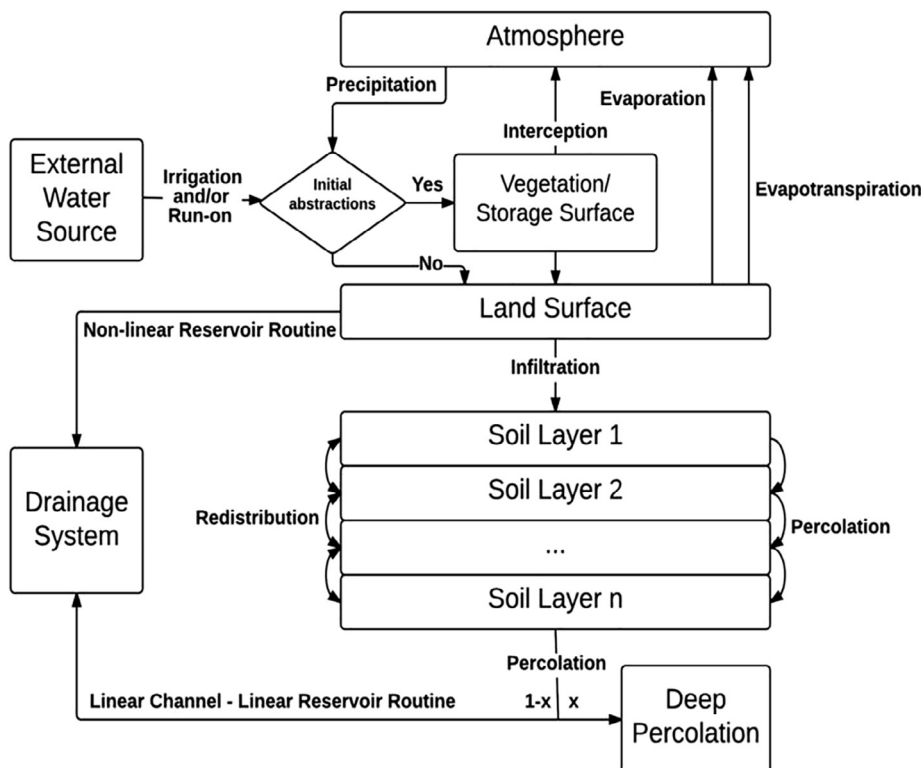 Atmosphere
Precipitation
Evaporation
Interception
External
Water
Source
Irrigation
and/or
Run-on
Initial
abstractions
Yes
Vegetation/
Storage Surface
Evapotranspiration
No
Land Surface
Non-linear Reservoir Routine
Infiltration
Soil Layer 1
Soil Layer 2
...
Soil Layer n
Redistribution
Percolation
Drainage
System
Percolation
Linear Channel - Linear Reservoir Routine
1-x
x
Deep
Percolation